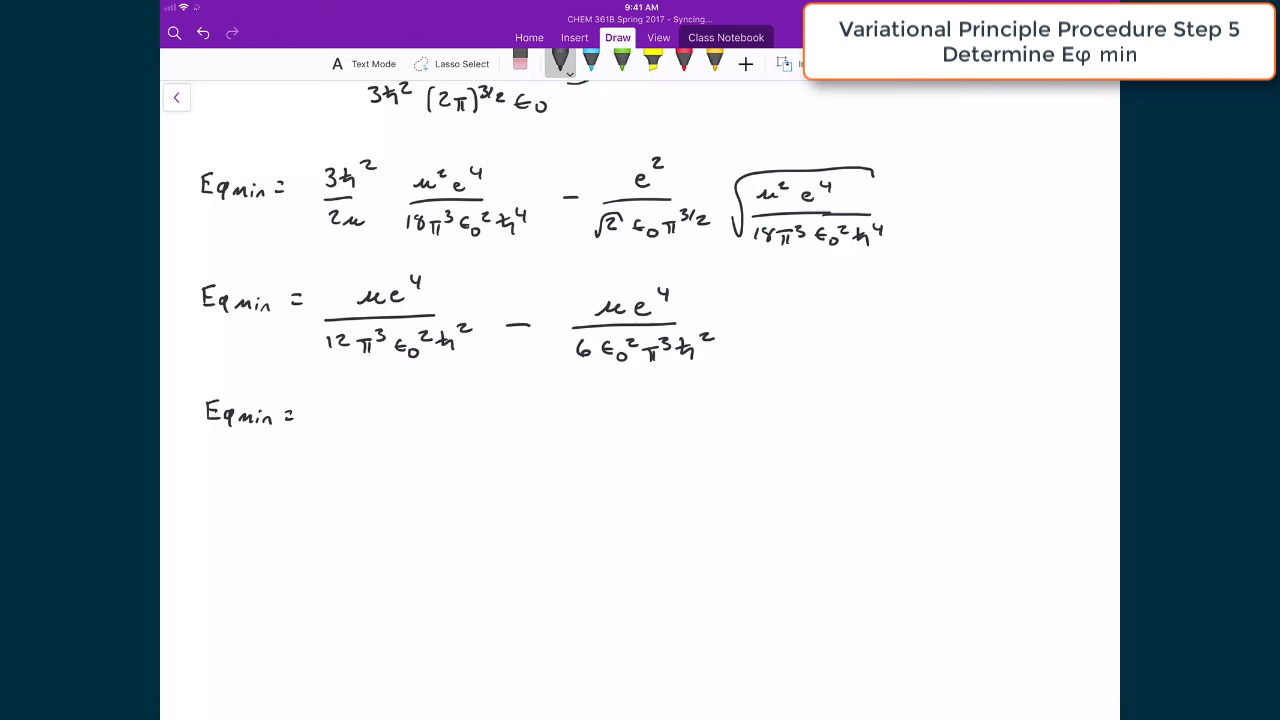 9:41 AM
CHEM 361B Spring 2017 - Syncing...
Home Insert Draw View Class Notebook
Variational Principle Procedure Step 5
Determine Eφ min
A Text Mode Lasso Select
3ħ² (2π)^3/2 ε₀
Eφmin = 3ħ²/2μ μ²e⁴/18π³ε₀²ħ⁴ - e²/√2 ε₀π^3/2 √(μ²e⁴/18π³ε₀²ħ⁴)
Eφmin = μe⁴/12π³ε₀²ħ² - μe⁴/6ε₀²π³ħ²
Eφmin =